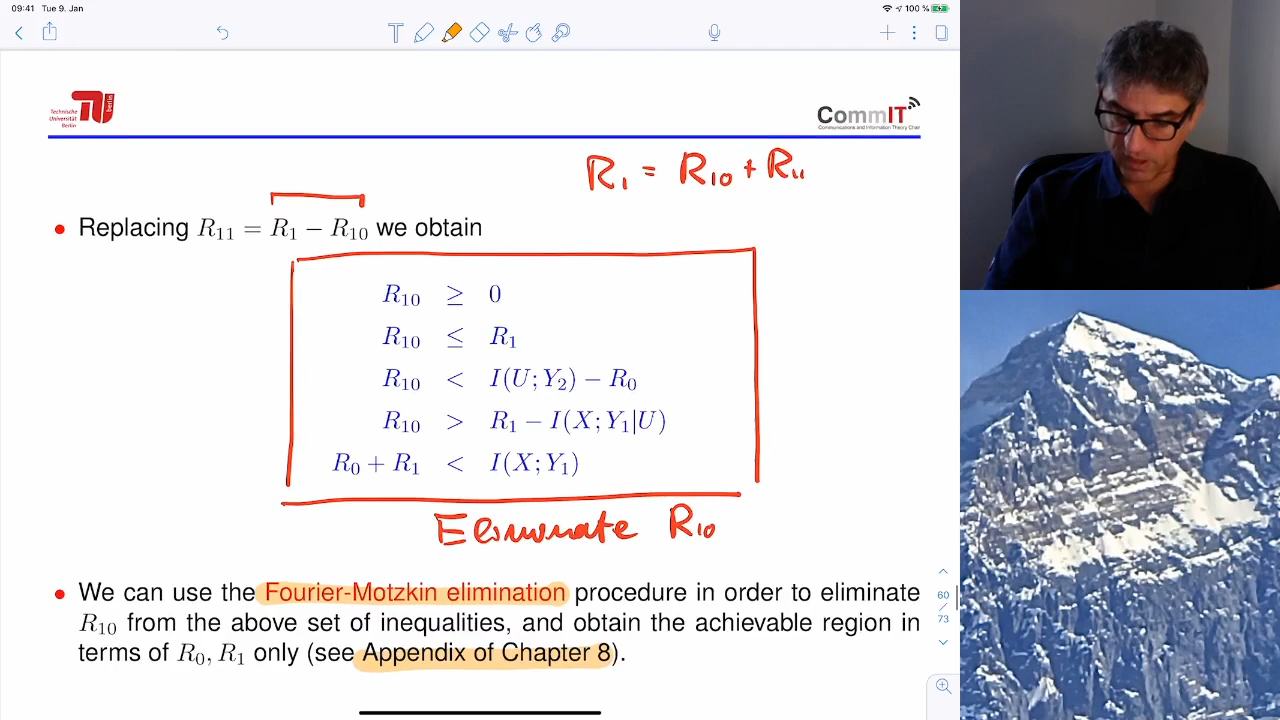 09:41 Tue 9. Jan
100 %
Technische
Universität
Berlin
berlin
CommIT
Communications and Information Theory Chair
R₁ = R₁₀ + R₁₁
• Replacing R₁₁ = R₁ − R₁₀ we obtain
R₁₀ ≥ 0
R₁₀ ≤ R₁
R₁₀ < I(U; Y₂) − R₀
R₁₀ > R₁ − I(X; Y₁|U)
R₀ + R₁ < I(X; Y₁)
Eliminate R₁₀
• We can use the Fourier-Motzkin elimination procedure in order to eliminate
R₁₀ from the above set of inequalities, and obtain the achievable region in
terms of R₀, R₁ only (see Appendix of Chapter 8).
60
/
73